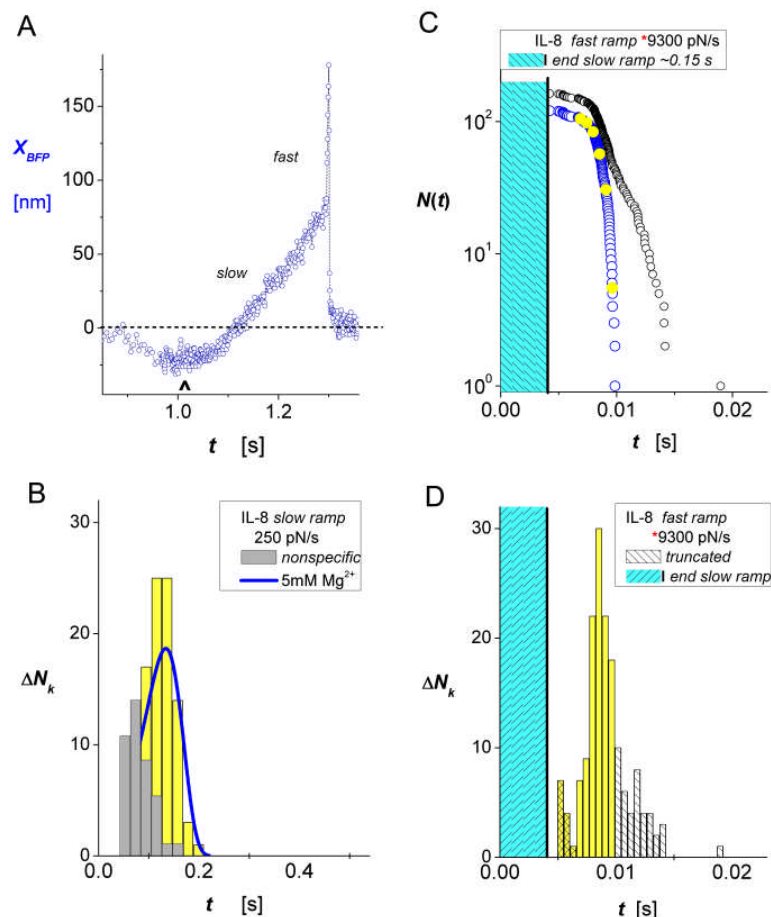 A
X_BFP
[nm]
150
125
100
75
50
25
0
fast
slow
^
1.0
1.2
t [s]
C
IL-8 fast ramp *9300 pN/s
end slow ramp ~0.15 s
N(t)
10²
10¹
10⁰
0.00
0.01
0.02
t [s]
B
IL-8 slow ramp
250 pN/s
nonspecific
5mM Mg²⁺
ΔN_k
30
20
10
0
0.0
0.2
0.4
t [s]
D
IL-8 fast ramp
*9300 pN/s
truncated
end slow ramp
ΔN_k
30
20
10
0
0.00
0.01
0.02
t [s]